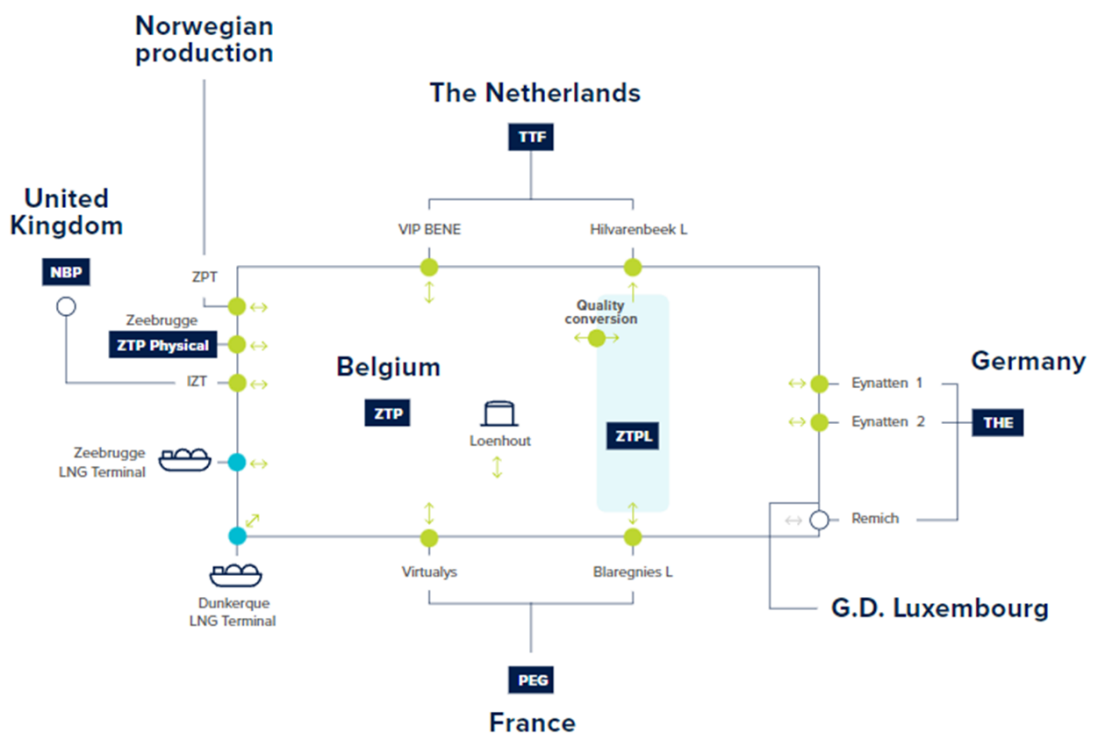 Norwegian
production
The Netherlands
TTF
United
Kingdom
NBP
VIP BENE
Hilvarenbeek L
ZPT
Quality
conversion
Zeebrugge
ZTP Physical
IZT
Belgium
ZTP
Loenhout
ZTPL
Germany
Eynatten 1
Eynatten 2
THE
Zeebrugge
LNG Terminal
Remich
Dunkerque
LNG Terminal
Virtualys
Blaregnies L
G.D. Luxembourg
PEG
France